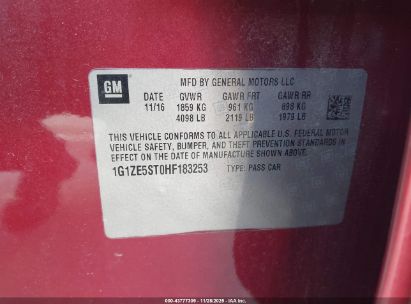 GM
MFD BY GENERAL MOTORS LLC
DATE GVWR GAWR FRT GAWR RR
11/16 1859 KG 961 KG 898 KG
4098 LB 2119 LB 1979 LB
THIS VEHICLE CONFORMS TO ALL APPLICABLE U.S. FEDERAL MOTOR
VEHICLE SAFETY, BUMPER, AND THEFT PREVENTION STANDARDS IN
EFFECT ON THE DATE OF MANUFACTURE SHOWN ABOVE.
1G1ZE5ST0HF183253 TYPE: PASS CAR